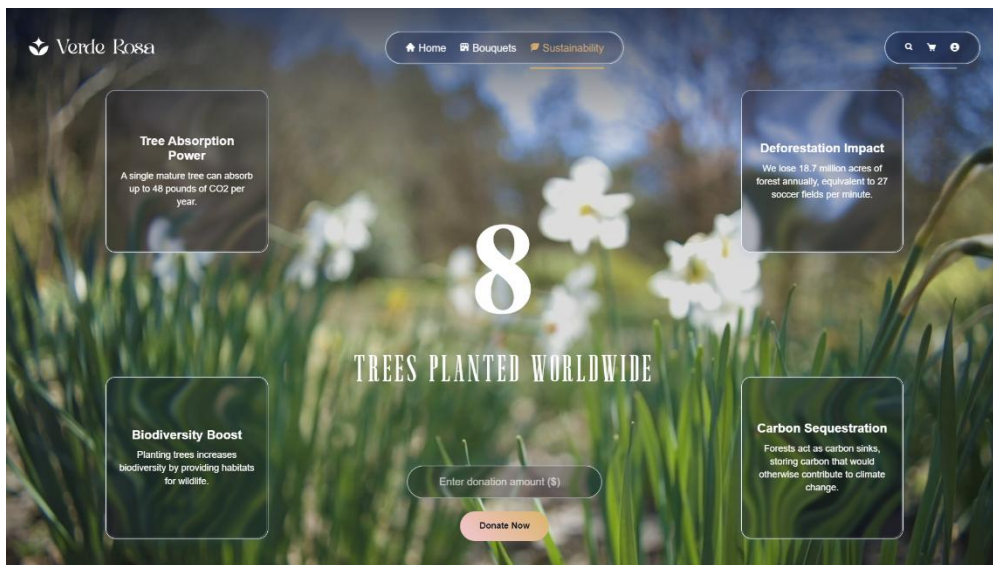 Verde Rosa
Home Bouquets Sustainability
Tree Absorption
Power
A single mature tree can absorb
up to 48 pounds of CO2 per
year.
Deforestation Impact
We lose 18.7 million acres of
forest annually, equivalent to 27
soccer fields per minute.
8
TREES PLANTED WORLDWIDE
Biodiversity Boost
Planting trees increases
biodiversity by providing habitats
for wildlife.
Carbon Sequestration
Forests act as carbon sinks,
storing carbon that would
otherwise contribute to climate
change.
Enter donation amount ($)
Donate Now